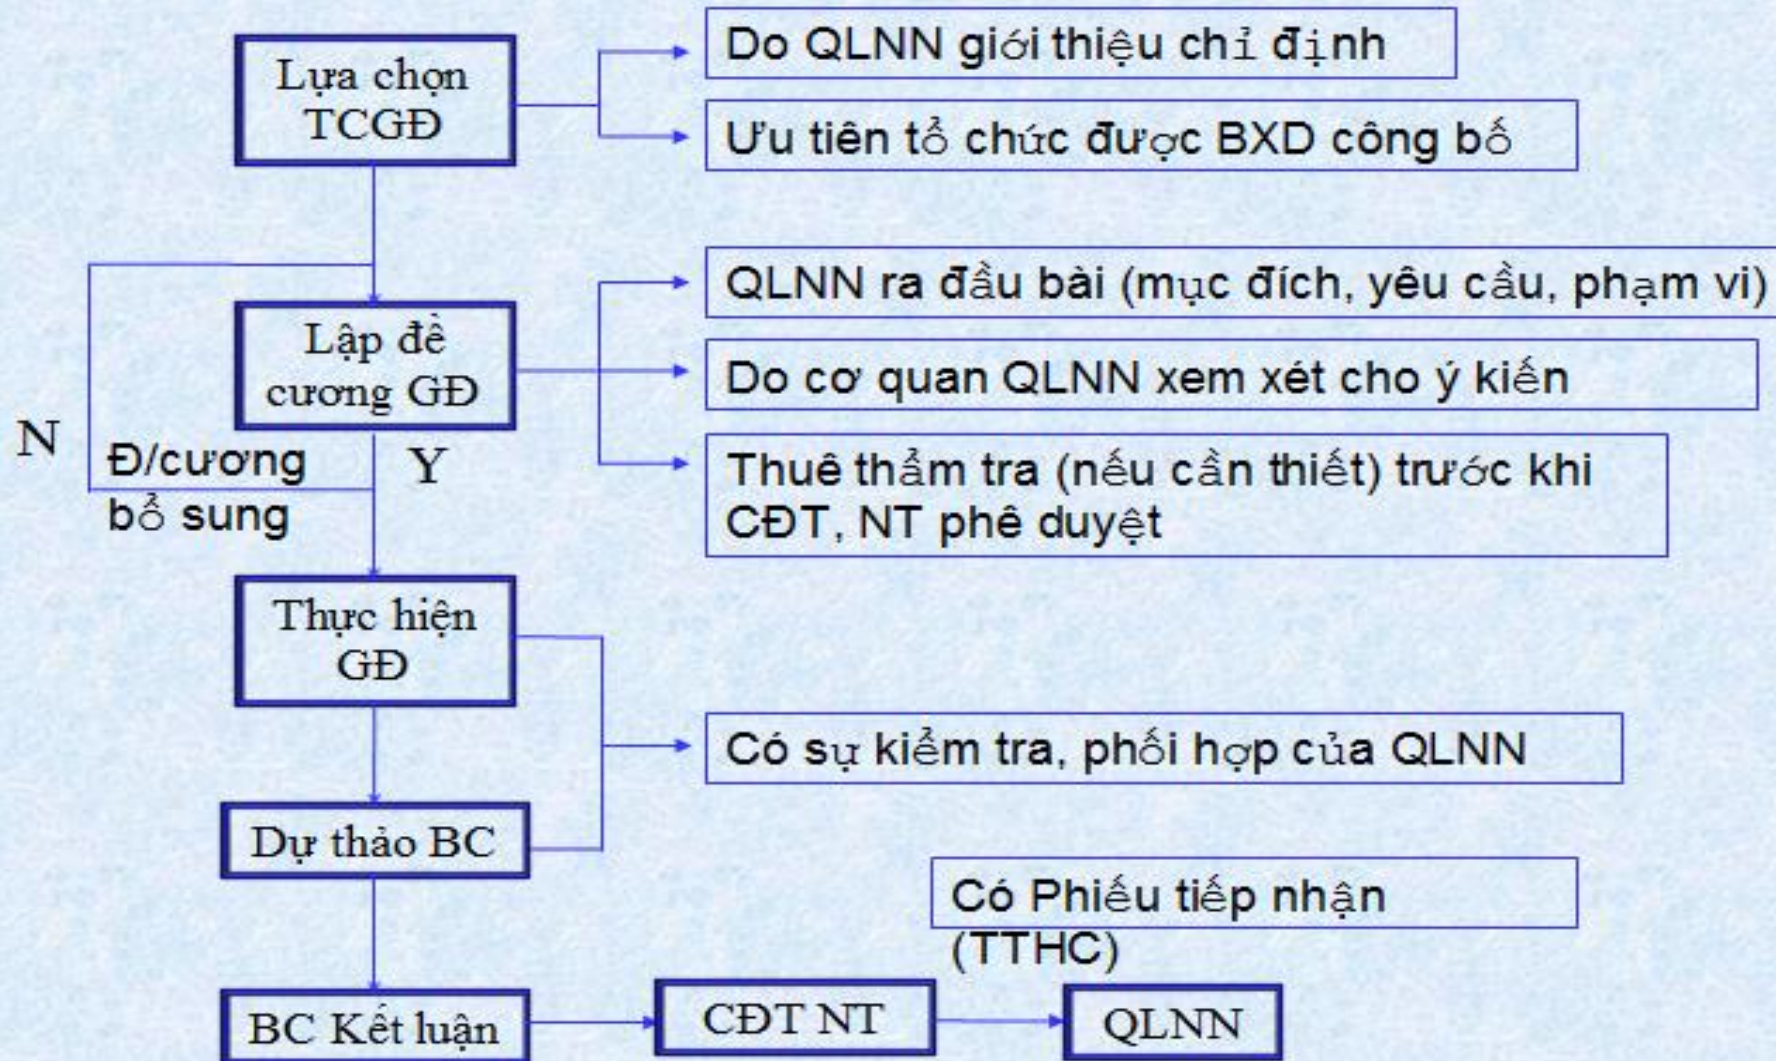 Lựa chọn
TCGĐ
Do QLNN giới thiệu chỉ định
Ưu tiên tổ chức được BXD công bố
Lập đề
cương GĐ
QLNN ra đầu bài (mục đích, yêu cầu, phạm vi)
Do cơ quan QLNN xem xét cho ý kiến
Thuê thẩm tra (nếu cần thiết) trước khi
CĐT, NT phê duyệt
N
Đ/cương
bổ sung
Y
Thực hiện
GĐ
Có sự kiểm tra, phối hợp của QLNN
Dự thảo BC
Có Phiếu tiếp nhận
(TTHC)
BC Kết luận
CĐT NT
QLNN